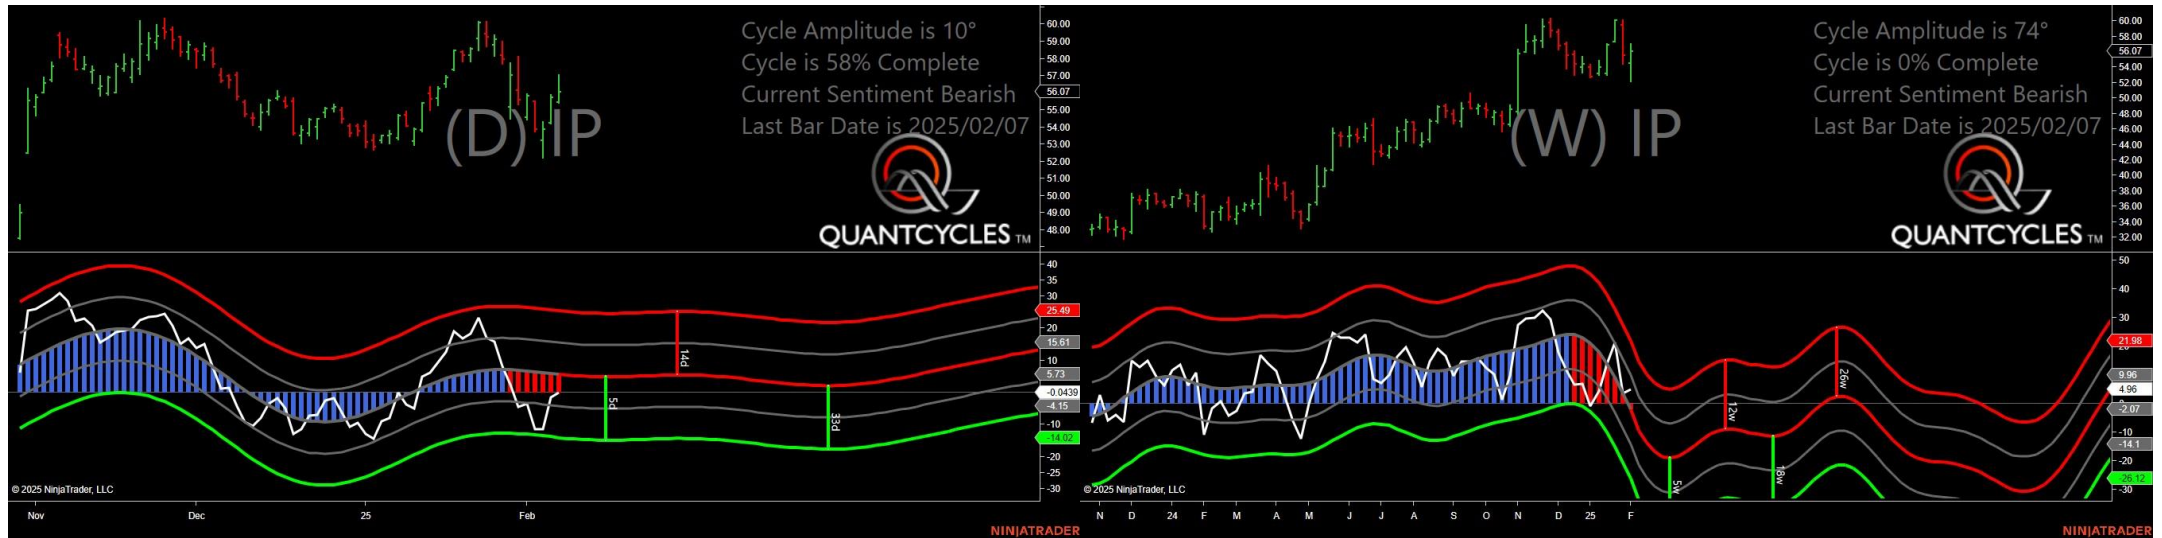 Cycle Amplitude is 10°
Cycle is 58% Complete
Current Sentiment Bearish
Last Bar Date is 2025/02/07
(D) IP
QUANTCYCLES TM
60.00
59.00
58.00
57.00
56.07
55.00
54.00
53.00
52.00
51.00
50.00
49.00
48.00
40
35
30
25.49
20
15.61
10
5.73
-0.0439
-4.15
-10
-14.02
-20
-25
-30
14d
5d
33d
© 2025 NinjaTrader, LLC
Nov
Dec
25
Feb
NINJATRADER
Cycle Amplitude is 74°
Cycle is 0% Complete
Current Sentiment Bearish
Last Bar Date is 2025/02/07
(W) IP
QUANTCYCLES TM
60.00
58.00
56.07
54.00
52.00
50.00
48.00
46.00
44.00
42.00
40.00
38.00
36.00
34.00
32.00
50
40
30
21.98
9.96
4.96
-2.07
-10
-14.1
-20
-26.12
-30
12w
26w
5w
18w
© 2025 NinjaTrader, LLC
N
D
24
F
M
A
M
J
J
A
S
O
N
D
25
F
NINJATRADER